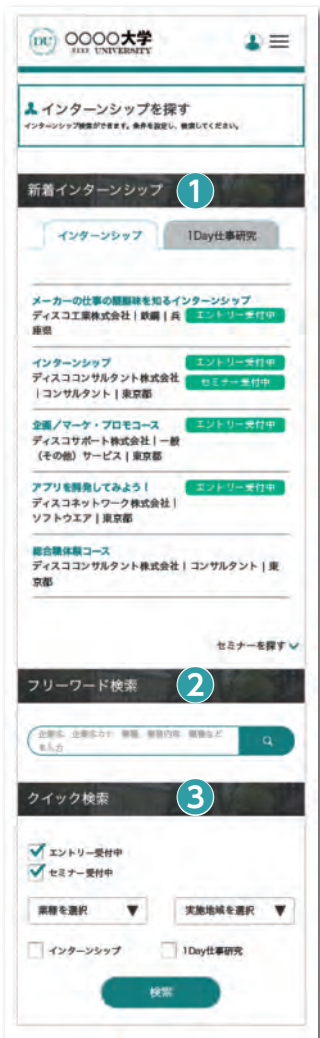 DU
○○○○大学
○○○○ UNIVERSITY
インターンシップを探す
インターンシップ検索ができます。条件を設定し、検索してください。
新着インターンシップ
1
インターンシップ
1Day仕事研究
メーカーの仕事の醍醐味を知るインターンシップ
ディスコ工業株式会社 | 鉄鋼 | 兵
庫県
エントリー受付中
インターンシップ
ディスココンサルタント株式会社
| コンサルタント | 東京都
エントリー受付中
セミナー受付中
企画/マーケ・プロモコース
ディスコサポート株式会社 | 一般
(その他)サービス | 東京都
エントリー受付中
アプリを開発してみよう!
ディスコネットワーク株式会社 |
ソフトウエア | 東京都
エントリー受付中
総合職体験コース
ディスココンサルタント株式会社 | コンサルタント | 東
京都
セミナーを探す
フリーワード検索
2
を入力
クイック検索
3
エントリー受付中
セミナー受付中
業種を選択 ▼
実施地域を選択 ▼
インターンシップ
1Day仕事研究
検索